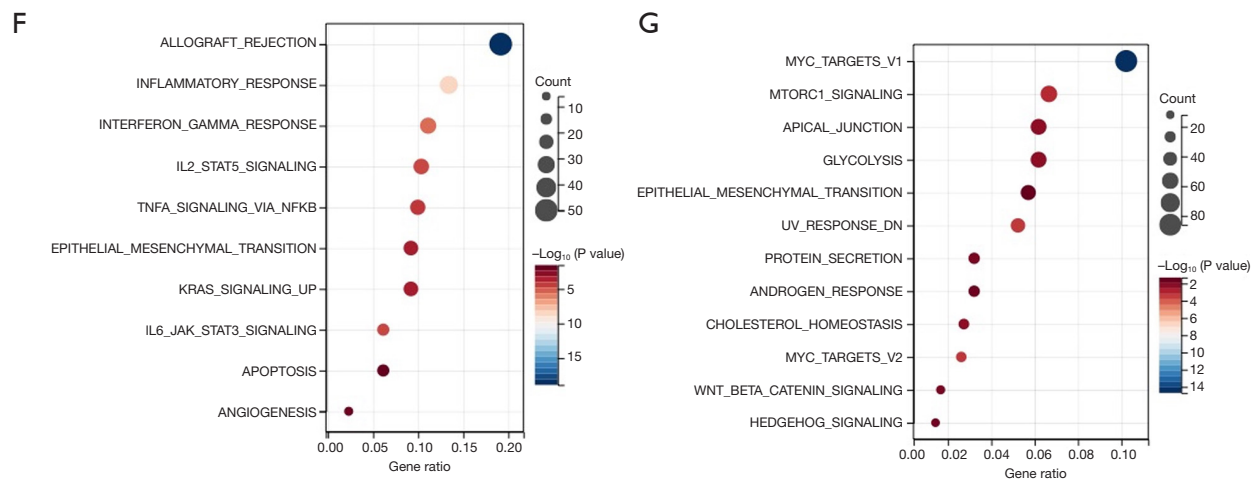 F
ALLOGRAFT_REJECTION
INFLAMMATORY_RESPONSE
INTERFERON_GAMMA_RESPONSE
IL2_STAT5_SIGNALING
TNFA_SIGNALING_VIA_NFKB
EPITHELIAL_MESENCHYMAL_TRANSITION
KRAS_SIGNALING_UP
IL6_JAK_STAT3_SIGNALING
APOPTOSIS
ANGIOGENESIS
0.00 0.05 0.10 0.15 0.20
Gene ratio
Count
10
20
30
40
50
–Log₁₀ (P value)
5
10
15
G
MYC_TARGETS_V1
MTORC1_SIGNALING
APICAL_JUNCTION
GLYCOLYSIS
EPITHELIAL_MESENCHYMAL_TRANSITION
UV_RESPONSE_DN
PROTEIN_SECRETION
ANDROGEN_RESPONSE
CHOLESTEROL_HOMEOSTASIS
MYC_TARGETS_V2
WNT_BETA_CATENIN_SIGNALING
HEDGEHOG_SIGNALING
0.00 0.02 0.04 0.06 0.08 0.10
Gene ratio
Count
20
40
60
80
–Log₁₀ (P value)
2
4
6
8
10
12
14